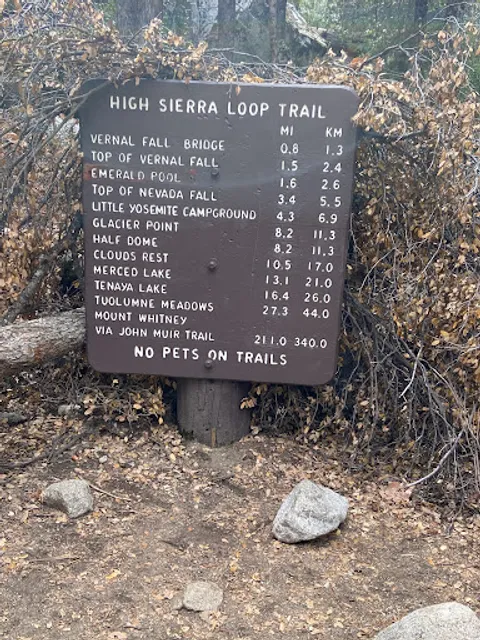 HIGH SIERRA LOOP TRAIL
MI KM
VERNAL FALL BRIDGE 0.8 1.3
TOP OF VERNAL FALL 1.5 2.4
EMERALD POOL 1.6 2.6
TOP OF NEVADA FALL 3.4 5.5
LITTLE YOSEMITE CAMPGROUND 4.3 6.9
GLACIER POINT 8.2 11.3
HALF DOME 8.2 11.3
CLOUDS REST 10.5 17.0
MERCED LAKE 13.1 21.0
TENAYA LAKE 16.4 26.0
TUOLUMNE MEADOWS 27.3 44.0
MOUNT WHITNEY
VIA JOHN MUIR TRAIL 211.0 340.0
NO PETS ON TRAILS